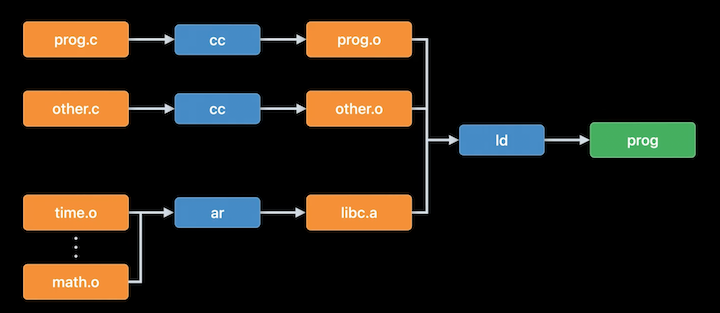 prog.c
cc
prog.o
other.c
cc
other.o
ld
prog
time.o
ar
libc.a
math.o